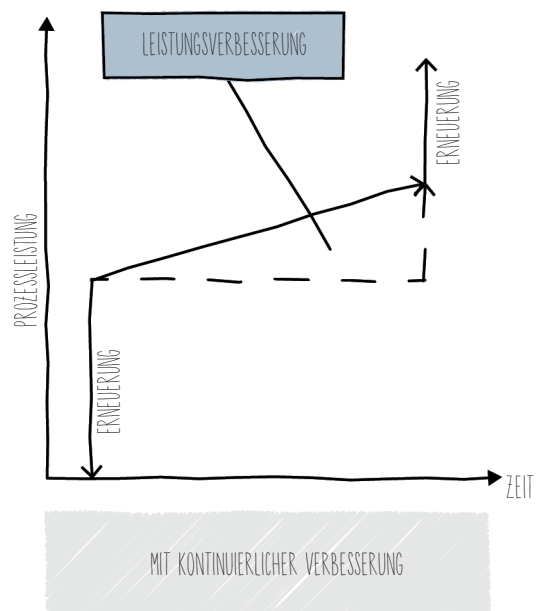 LEISTUNGSVERBESSERUNG
ERNEUERUNG
PROZESSLEISTUNG
ERNEUERUNG
ZEIT
MIT KONTINUIERLICHER VERBESSERUNG